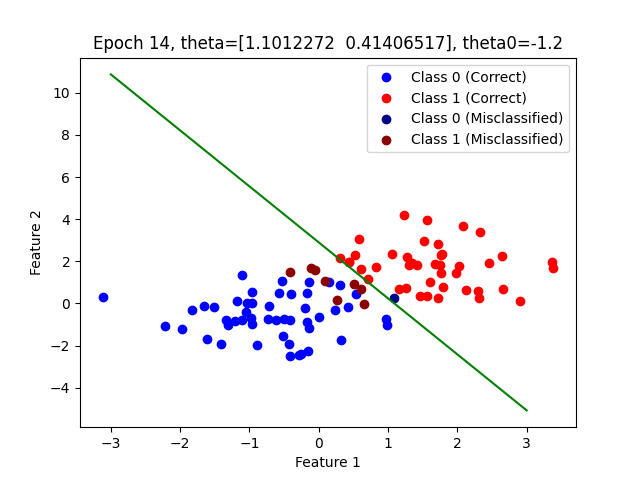 Epoch 14, theta=[1.1012272  0.41406517], theta0=-1.2
Class 0 (Correct)
Class 1 (Correct)
Class 0 (Misclassified)
Class 1 (Misclassified)
10
8
6
4
2
0
−2
−4
Feature 2
−3
−2
−1
0
1
2
3
Feature 1